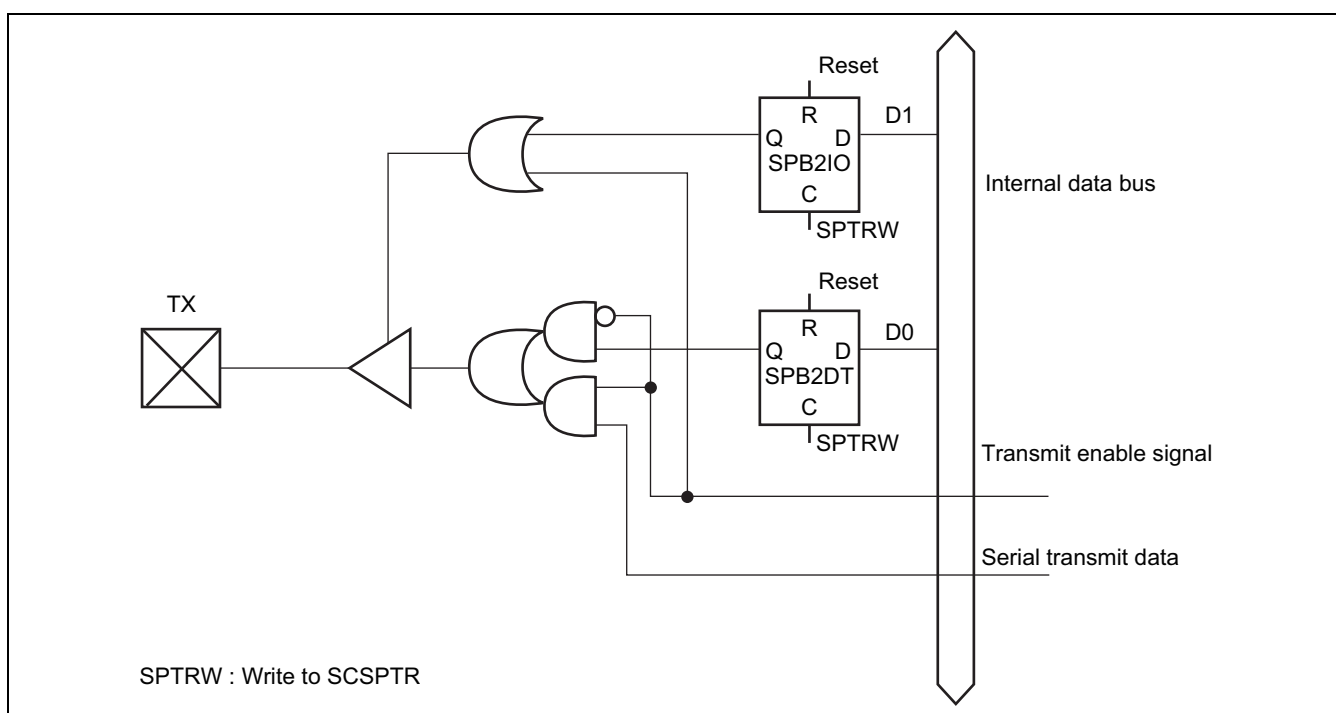 Reset
R
D1
Q D
SPB2IO
C
SPTRW
Internal data bus
Reset
TX
R
D0
Q D
SPB2DT
C
SPTRW
Transmit enable signal
Serial transmit data
SPTRW : Write to SCSPTR